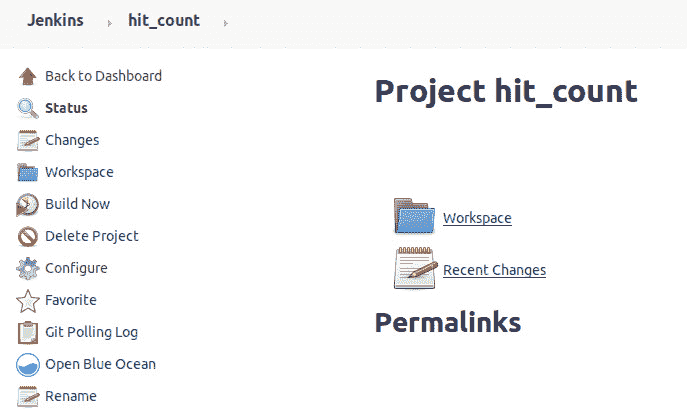 Jenkins hit_count
Back to Dashboard
Status
Changes
Workspace
Build Now
Delete Project
Configure
Favorite
Git Polling Log
Open Blue Ocean
Rename
Project hit_count
Workspace
Recent Changes
Permalinks